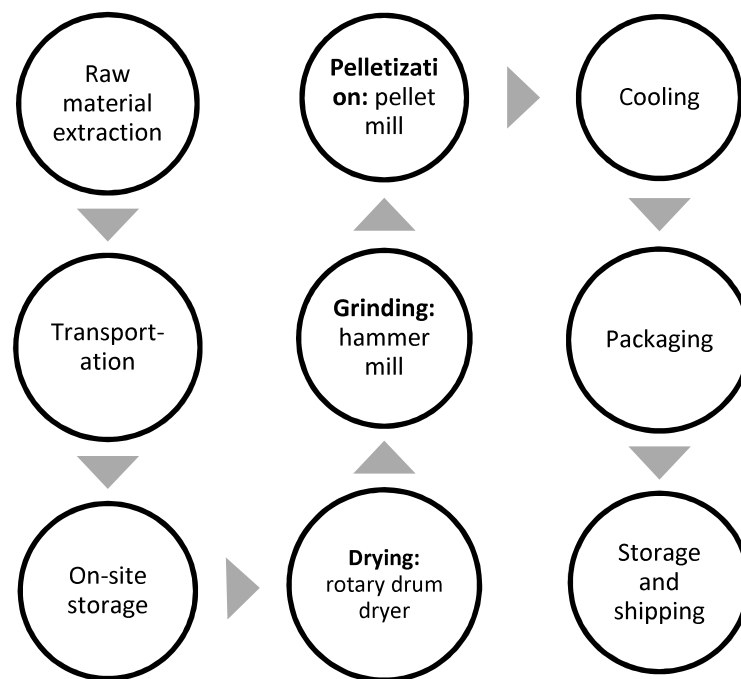 Raw
material
extraction
Transport-
ation
On-site
storage
Drying:
rotary drum
dryer
Grinding:
hammer
mill
Pelletizati
on: pellet
mill
Cooling
Packaging
Storage
and
shipping